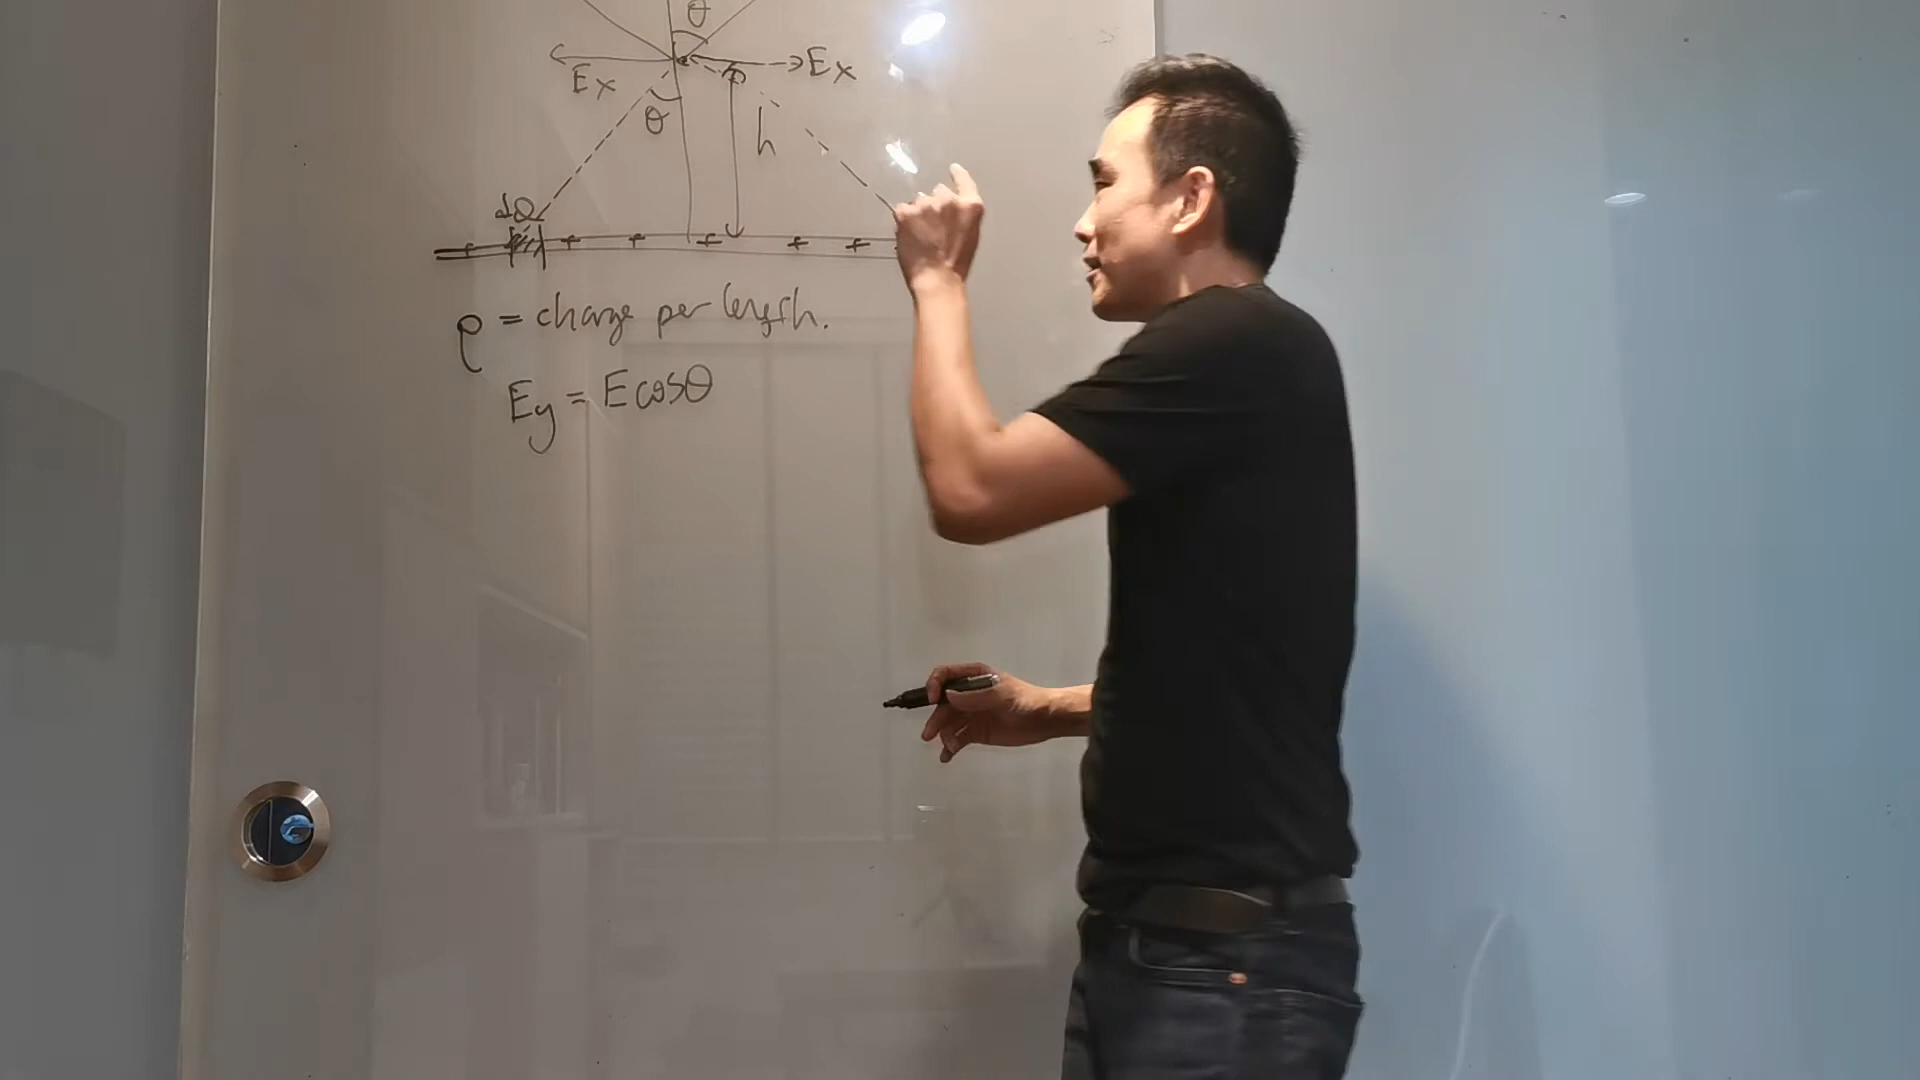 θ
Ex
Ex
θ
h
dQ
+ + + + + +
ρ = charge per length.
Ey = E cosθ